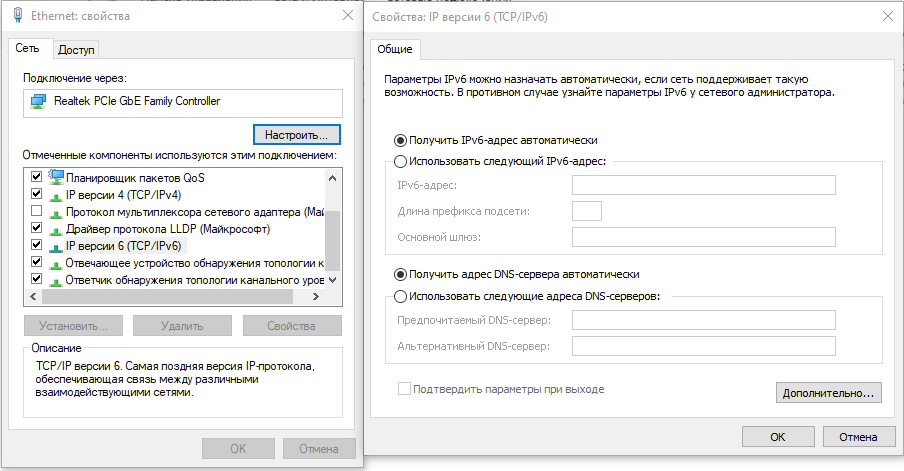 Ethernet: свойства
Сеть
Доступ
Подключение через:
Realtek PCIe GbE Family Controller
Настроить...
Отмеченные компоненты используются этим подключением:
Планировщик пакетов QoS
IP версии 4 (TCP/IPv4)
Протокол мультиплексора сетевого адаптера (Май
Драйвер протокола LLDP (Майкрософт)
IP версии 6 (TCP/IPv6)
Отвечающее устройство обнаружения топологии к
Ответчик обнаружения топологии канального уров
Установить...
Удалить
Свойства
Описание
TCP/IP версии 6. Самая поздняя версия IP-протокола,
обеспечивающая связь между различными
взаимодействующими сетями.
OK
Отмена
Свойства: IP версии 6 (TCP/IPv6)
Общие
Параметры IPv6 можно назначать автоматически, если сеть поддерживает такую
возможность. В противном случае узнайте параметры IPv6 у сетевого администратора.
Получить IPv6-адрес автоматически
Использовать следующий IPv6-адрес:
IPv6-адрес:
Длина префикса подсети:
Основной шлюз:
Получить адрес DNS-сервера автоматически
Использовать следующие адреса DNS-серверов:
Предпочитаемый DNS-сервер:
Альтернативный DNS-сервер:
Подтвердить параметры при выходе
Дополнительно...
OK
Отмена